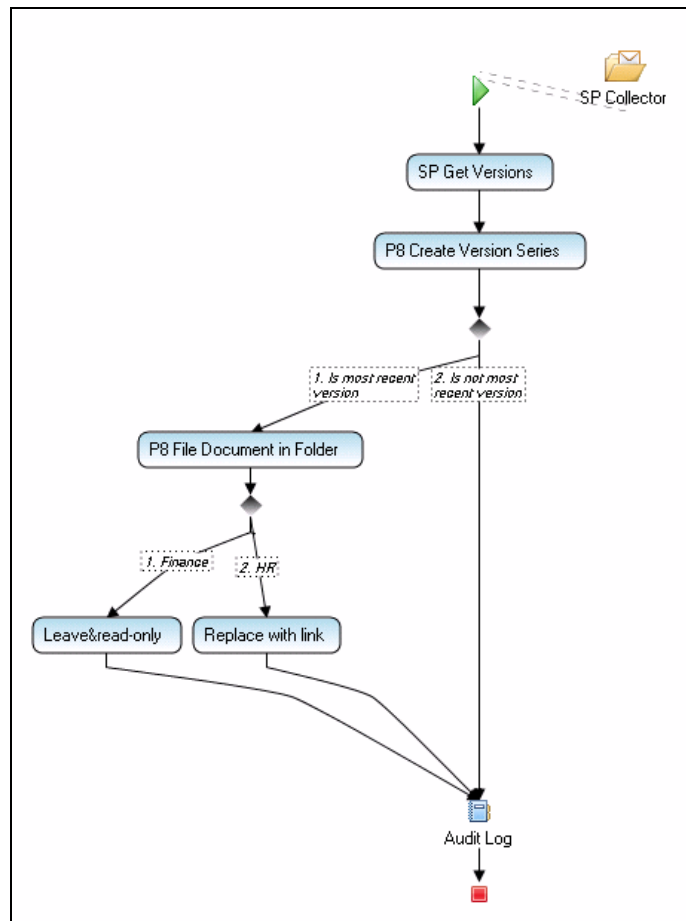 SP Collector
SP Get Versions
P8 Create Version Series
1. Is most recent
version
2. Is not most
recent version
P8 File Document in Folder
1. Finance
2. HR
Leave&read-only
Replace with link
Audit Log